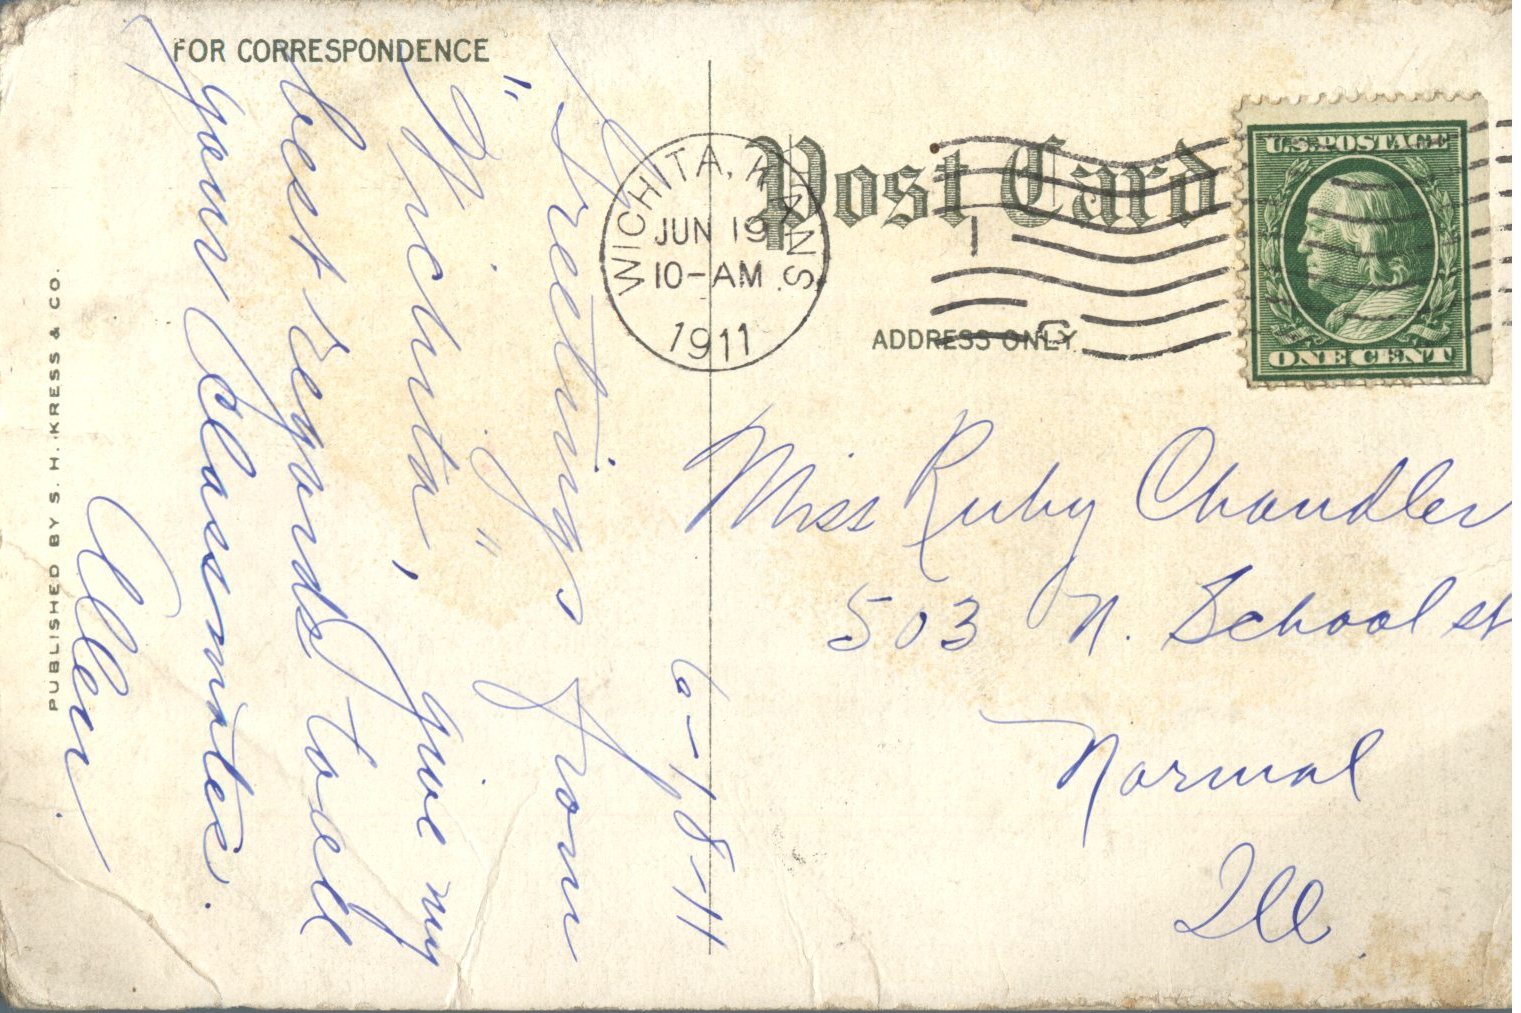 FOR CORRESPONDENCE
6-18-11
Greetings from
"Wichita", give my
best regards to all
your classmates.
Allen
PUBLISHED BY S. H. KRESS & CO.
Post Card
WICHITA, KANS.
JUN 19
10-AM
1911
U.S. POSTAGE
ONE CENT
ADDRESS ONLY
Miss Ruby Chandler
503 N. School st
Normal
Ill